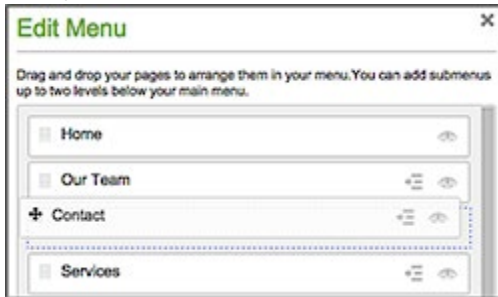 Edit Menu
Drag and drop your pages to arrange them in your menu.You can add submenus
up to two levels below your main menu.
Home
Our Team
Contact
Services